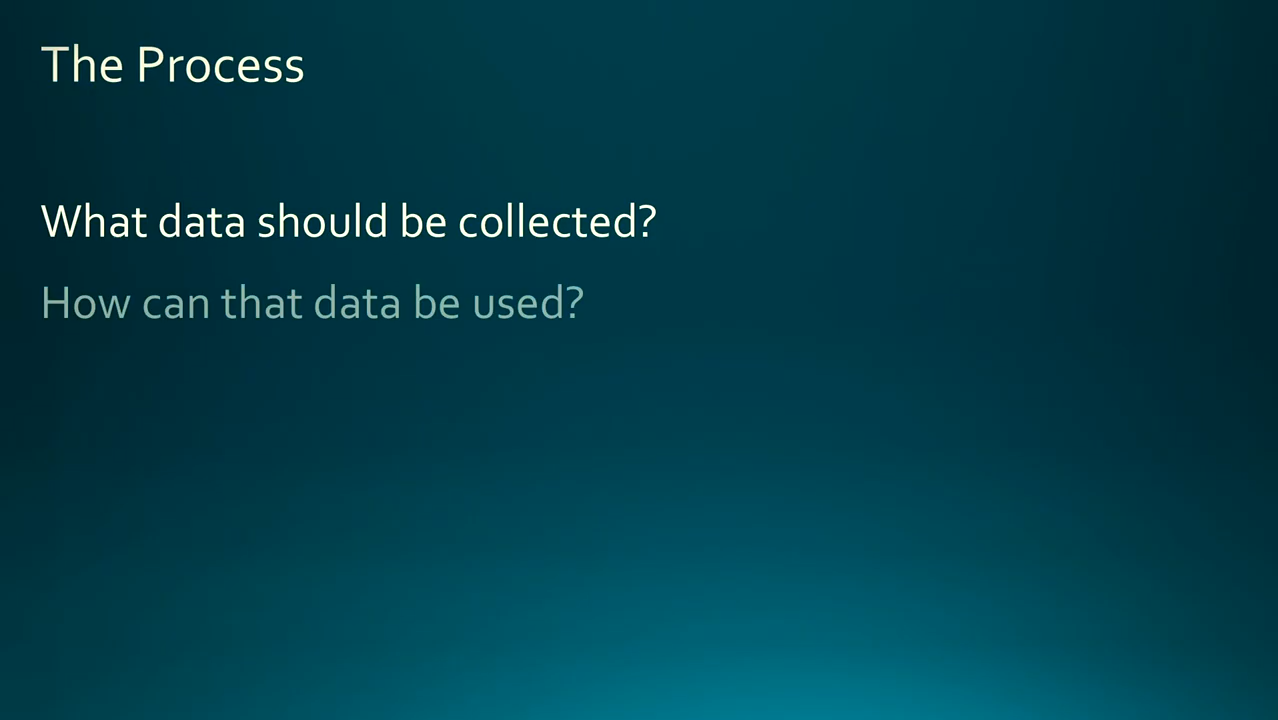 The Process
What data should be collected?
How can that data be used?